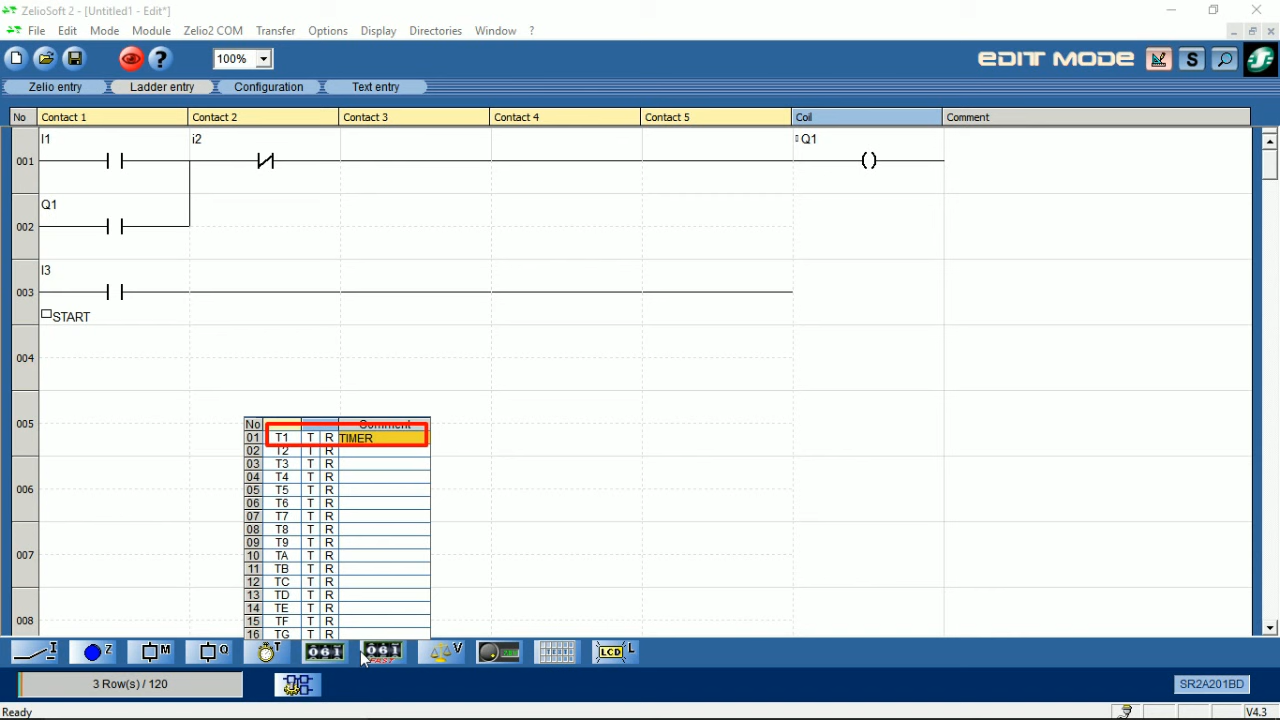 ZelioSoft 2 - [Untitled1 - Edit*]
File Edit Mode Module Zelio2 COM Transfer Options Display Directories Window ?
100% EDIT MODE S
Zelio entry Ladder entry Configuration Text entry
No Contact 1 Contact 2 Contact 3 Contact 4 Contact 5 Coil Comment
I1 i2 Q1
001
Q1
002
I3
003
START
004
005
No Comment
01 T1 T R TIMER
02 T2 T R
03 T3 T R
04 T4 T R
05 T5 T R
06 T6 T R
07 T7 T R
08 T8 T R
09 T9 T R
10 TA T R
11 TB T R
12 TC T R
13 TD T R
14 TE T R
15 TF T R
16 TG T R
006
007
008
I Z M Q T 061 061 FAST V LCD L
3 Row(s) / 120 SR2A201BD
Ready V4.3